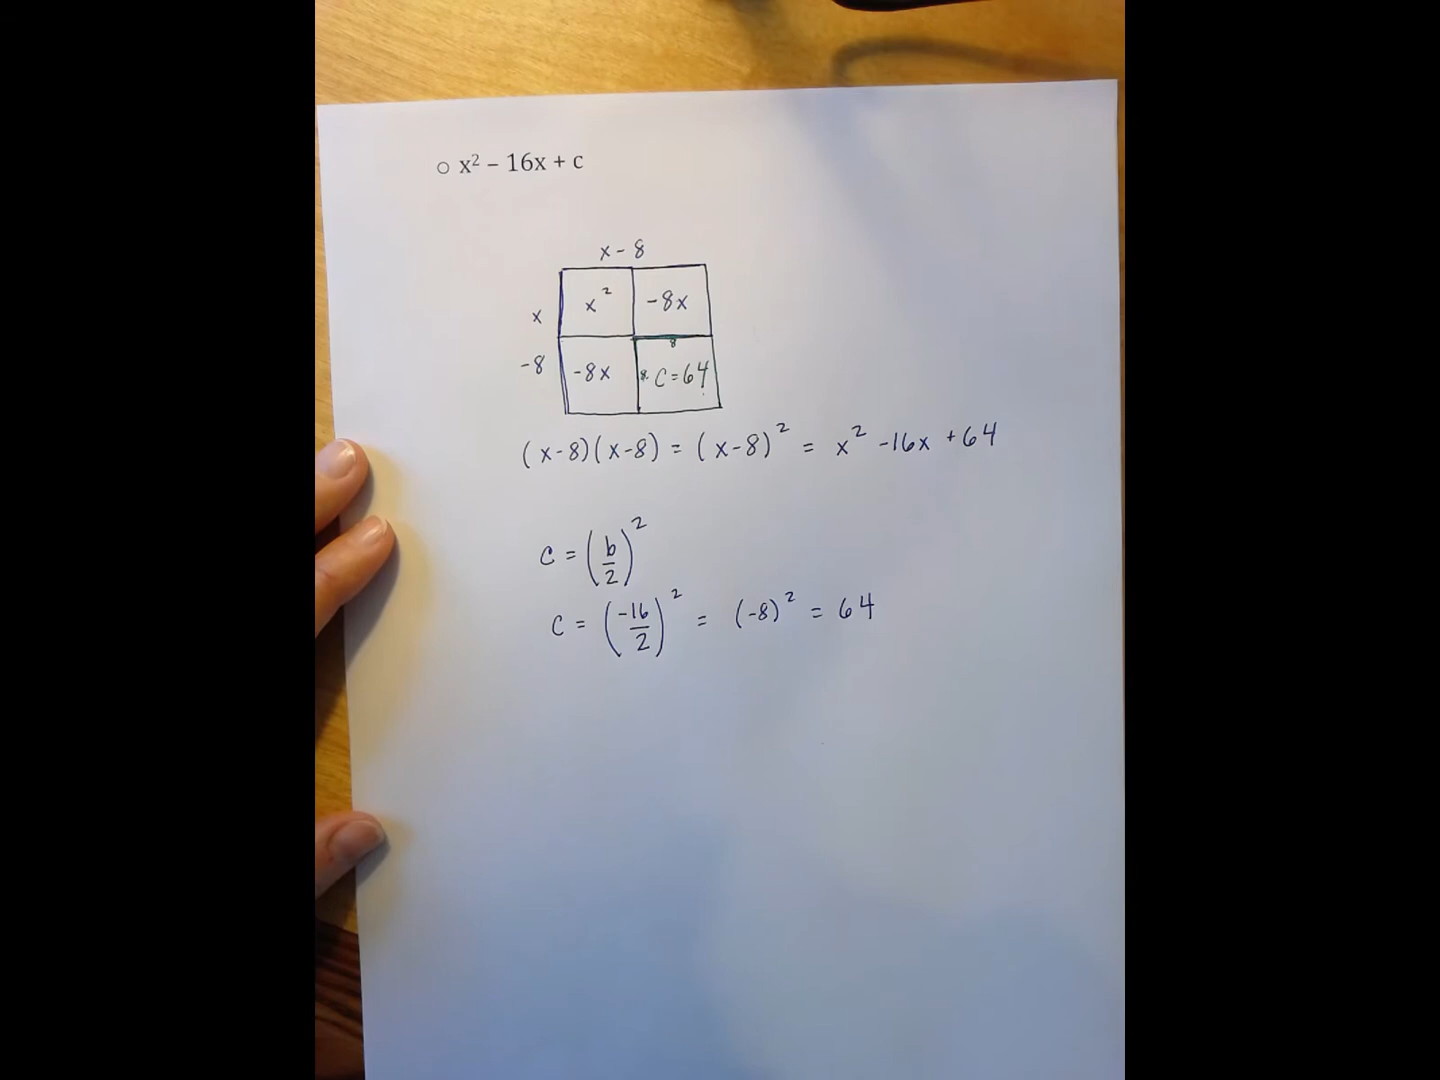 ○ x² – 16x + c
x - 8
x x² -8x
8
-8 -8x 8 C=64
(x-8)(x-8) = (x-8)² = x² -16x +64
C = (b/2)²
C = (-16/2)² = (-8)² = 64